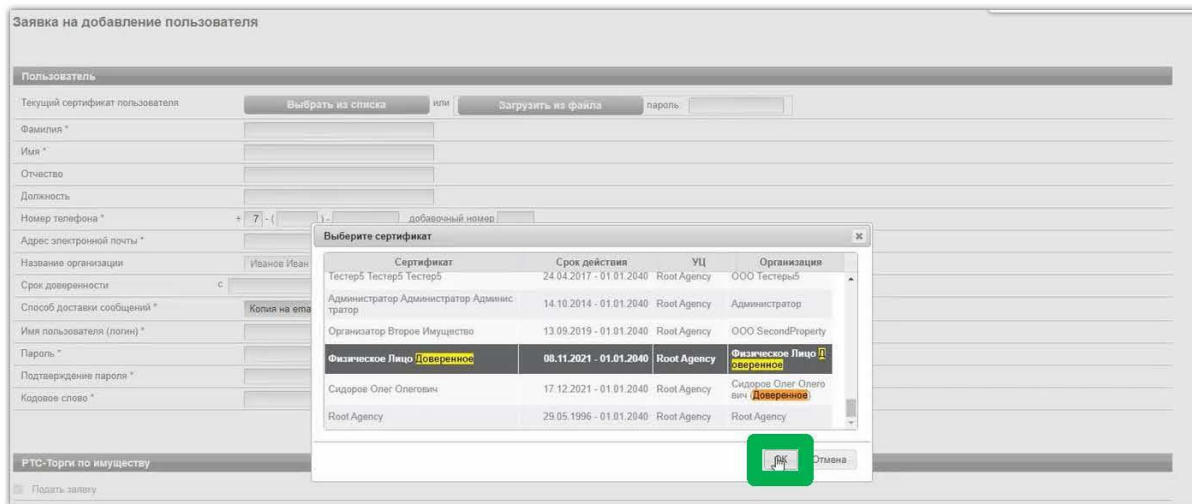 Заявка на добавление пользователя
Пользователь
Текущий сертификат пользователя Выбрать из списка или Загрузить из файла пароль:
Фамилия *
Имя *
Отчество
Должность
Номер телефона * + 7 - ( ) - добавочный номер
Адрес электронной почты *
Название организации Иванов Иван
Срок доверенности с
Способ доставки сообщений * Копия на ema
Имя пользователя (логин) *
Пароль *
Подтверждение пароля *
Кодовое слово *
РТС-Торги по имуществу
Подать заявку
Выберите сертификат
Сертификат Срок действия УЦ Организация
Тестер5 Тестер5 Тестер5 24.04.2017 - 01.01.2040 Root Agency ООО Тестеры5
Администратор Администратор Админис
тратор 14.10.2014 - 01.01.2040 Root Agency Администратор
Организатор Второе Имущество 13.09.2019 - 01.01.2040 Root Agency ООО SecondProperty
Физическое Лицо Доверенное 08.11.2021 - 01.01.2040 Root Agency Физическое Лицо Д
оверенное
Сидоров Олег Олегович 17.12.2021 - 01.01.2040 Root Agency Сидоров Олег Олего
вич (Доверенное)
Root Agency 29.05.1996 - 01.01.2040 Root Agency Root Agency
ОК Отмена